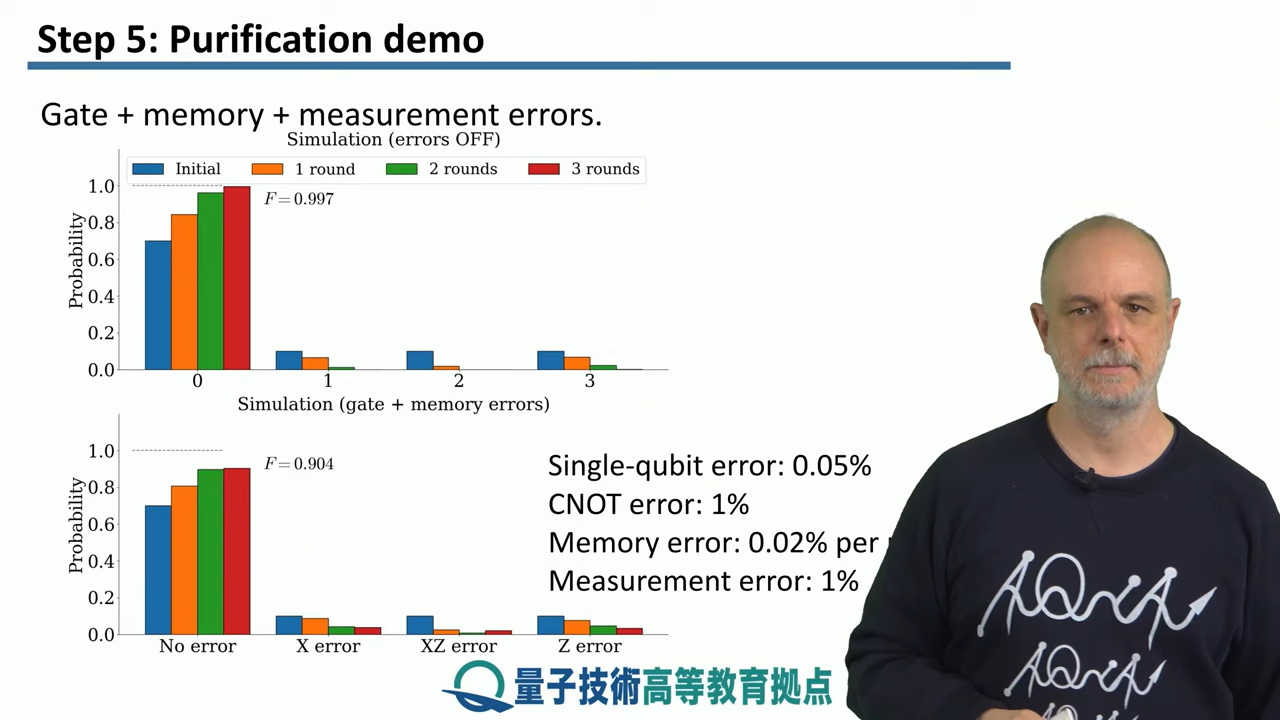 Step 5: Purification demo
Gate + memory + measurement errors.
Simulation (errors OFF)
Initial 1 round 2 rounds 3 rounds
F = 0.997
Probability
1.0
0.8
0.6
0.4
0.2
0.0
0 1 2 3
Simulation (gate + memory errors)
F = 0.904
Probability
1.0
0.8
0.6
0.4
0.2
0.0
No error X error XZ error Z error
Single-qubit error: 0.05%
CNOT error: 1%
Memory error: 0.02% per
Measurement error: 1%
量子技術高等教育拠点
AQUA
AQUA